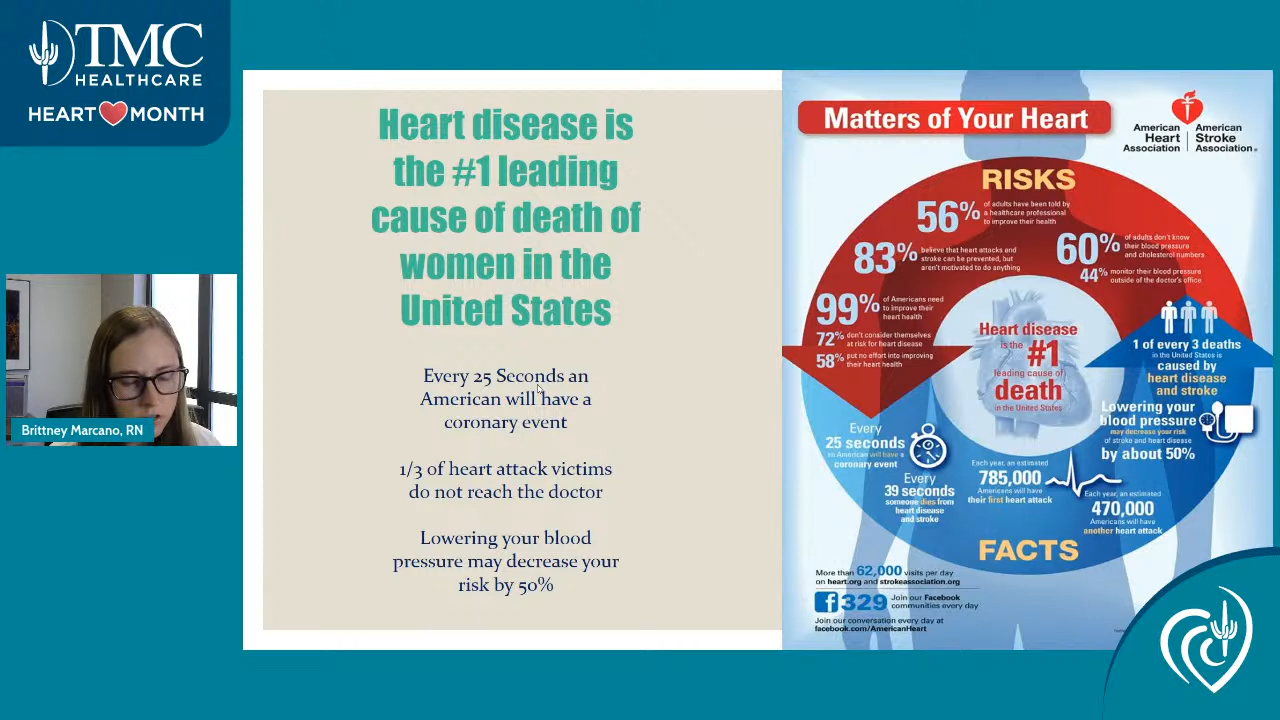 TMC
HEALTHCARE
HEART MONTH
Brittney Marcano, RN
Heart disease is
the #1 leading
cause of death of
women in the
United States
Every 25 Seconds an
American will have a
coronary event
1/3 of heart attack victims
do not reach the doctor
Lowering your blood
pressure may decrease your
risk by 50%
Matters of Your Heart
American
Heart
Association
American
Stroke
Association®
RISKS
56% of adults have been told by
a healthcare professional
to improve their health
83% believe that heart attacks and
stroke can be prevented, but
aren't motivated to do anything
60% of adults don't know
their blood pressure
and cholesterol numbers
44% monitor their blood pressure
outside of the doctor's office
99% of Americans need
to improve their
heart health
72% don't consider themselves
at risk for heart disease
58% put no effort into improving
their heart health
Heart disease
is the #1
leading cause of
death
in the United States
1 of every 3 deaths
in the United States is
caused by
heart disease
and stroke
Lowering your
blood pressure
may decrease your risk
of stroke and heart disease
by about 50%
Every
25 seconds
an American will have a
coronary event
Every
39 seconds
someone dies from
heart disease
and stroke
Each year, an estimated
785,000
Americans will have
their first heart attack
Each year, an estimated
470,000
Americans will have
another heart attack
FACTS
More than 62,000 visits per day
on heart.org and strokeassociation.org
f 329 Join our Facebook
communities every day
Join our conversation every day at
facebook.com/AmericanHeart